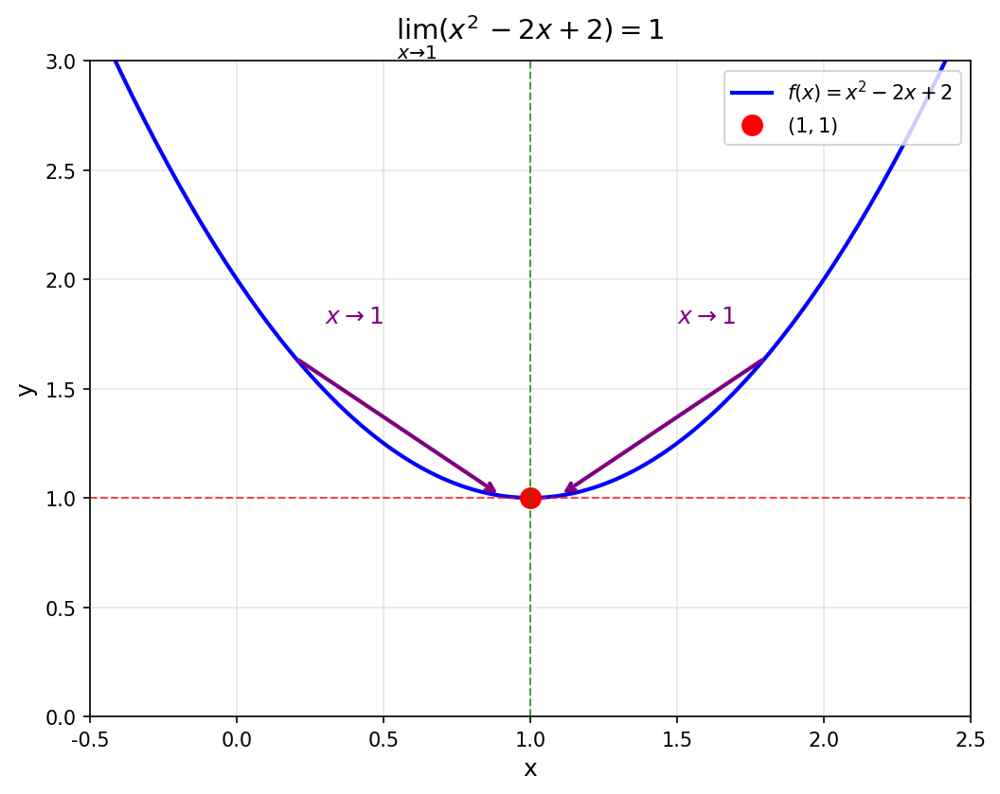 lim(x² − 2x + 2) = 1
x→1
f(x) = x² − 2x + 2
(1, 1)
x → 1
x → 1
y
3.0
2.5
2.0
1.5
1.0
0.5
0.0
-0.5 0.0 0.5 1.0 1.5 2.0 2.5
x